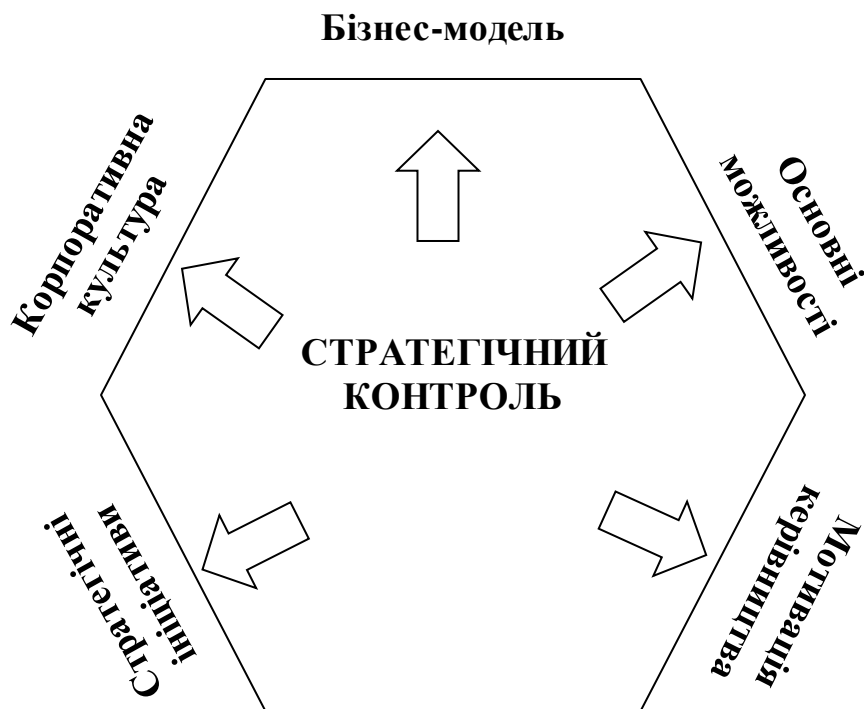 Бізнес-модель
Корпоративна
культура
Основні
можливості
СТРАТЕГІЧНИЙ
КОНТРОЛЬ
Стратегічні
ініціативи
Мотивація
керівництва